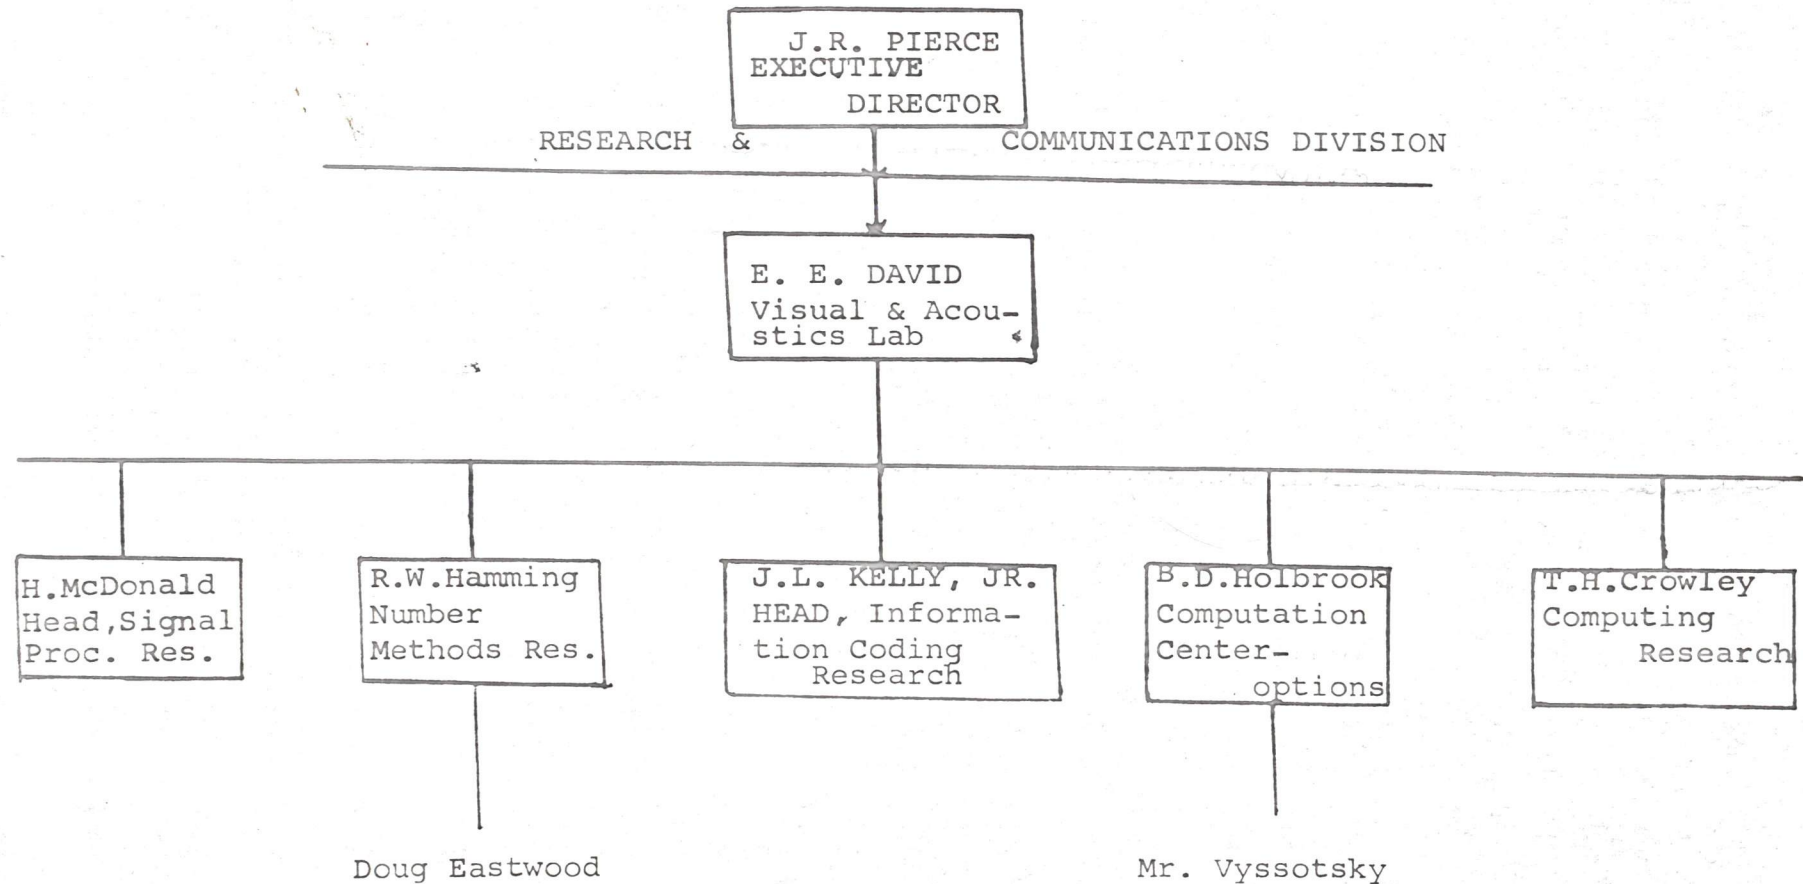 J.R. PIERCE
EXECUTIVE
DIRECTOR
RESEARCH & COMMUNICATIONS DIVISION
E. E. DAVID
Visual & Acou-
stics Lab
H.McDonald
Head,Signal
Proc. Res.
R.W.Hamming
Number
Methods Res.
J.L. KELLY, JR.
HEAD, Informa-
tion Coding
Research
B.D.Holbrook
Computation
Center-
options
T.H.Crowley
Computing
Research
Doug Eastwood
Mr. Vyssotsky